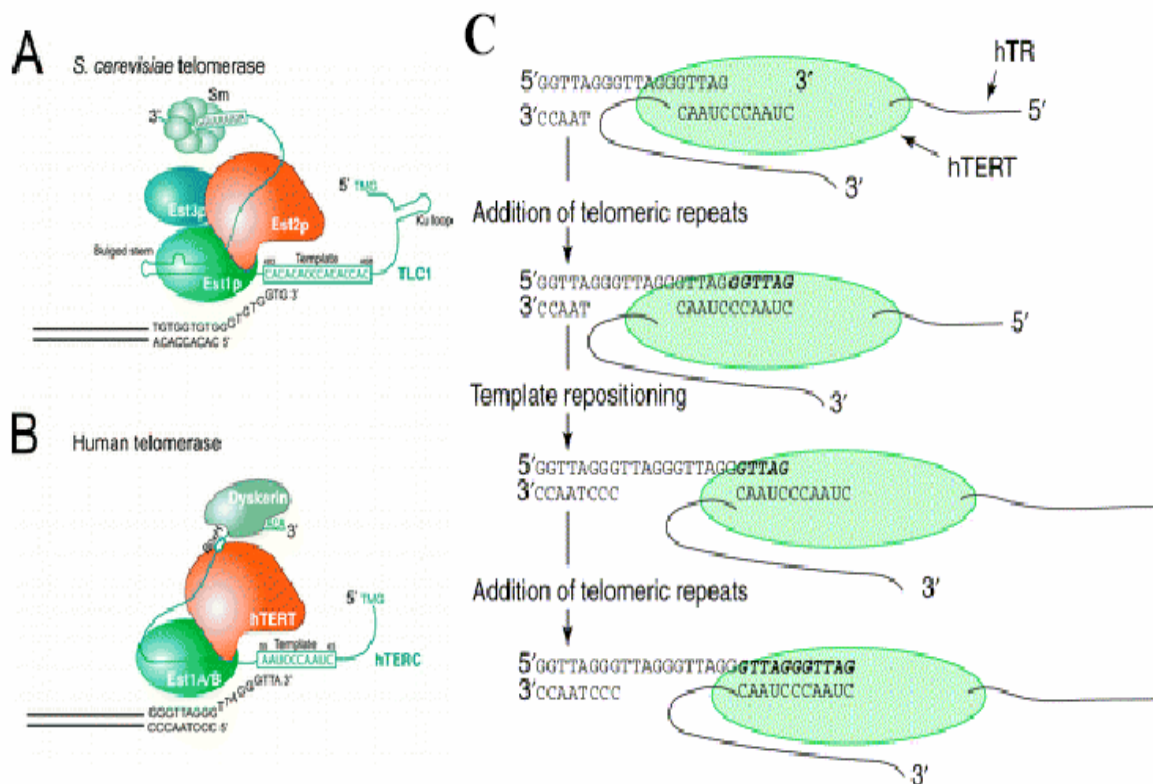 A
S. cerevisiae telomerase
Sm
3′
Est3p
Est2p
5′ TMG
Ku loop
Bulged stem
Est1p
Template
CACACACCCACACCAC
TLC1
GTG 3′
TGTGGTGTGG
ACACCACAC 5′
B
Human telomerase
Dyskerin
3′
hTERT
5′ TMG
Template
Est1A/B
AAUCCCAAUC
hTERC
GTTA 3′
GGGTTAGGG
CCCAATCCC 5′
C
hTR
5′GGTTAGGGTTAGGGTTAG
3′
3′CCAAT
CAAUCCCAAUC
5′
hTERT
3′
Addition of telomeric repeats
5′GGTTAGGGTTAGGGTTAGGGTTAG
3′CCAAT
CAAUCCCAAUC
5′
3′
Template repositioning
5′GGTTAGGGTTAGGGTTAGGGTTAG
3′CCAATCCC
CAAUCCCAAUC
3′
Addition of telomeric repeats
5′GGTTAGGGTTAGGGTTAGGGTTAGGGTTAG
3′CCAATCCC
CAAUCCCAAUC
3′